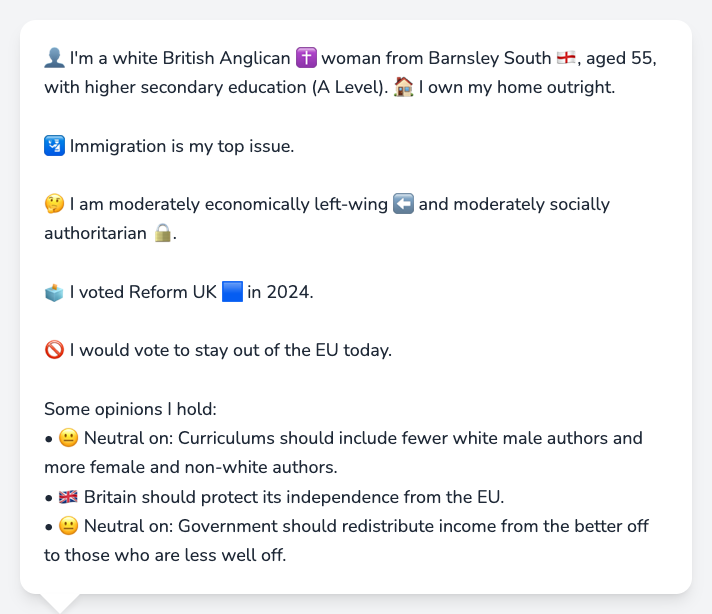 👤 I'm a white British Anglican ✝️ woman from Barnsley South 🏴󠁧󠁢󠁥󠁮󠁧󠁿, aged 55,
with higher secondary education (A Level). 🏠 I own my home outright.
🛂 Immigration is my top issue.
🤔 I am moderately economically left-wing ⬅️ and moderately socially
authoritarian 🔒.
🗳️ I voted Reform UK 🟦 in 2024.
🚫 I would vote to stay out of the EU today.
Some opinions I hold:
• 😐 Neutral on: Curriculums should include fewer white male authors and
more female and non-white authors.
• 🇬🇧 Britain should protect its independence from the EU.
• 😐 Neutral on: Government should redistribute income from the better off
to those who are less well off.